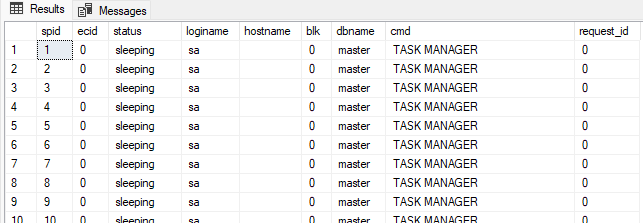 Results Messages
spid ecid status loginame hostname blk dbname cmd request_id
1 1 0 sleeping sa 0 master TASK MANAGER 0
2 2 0 sleeping sa 0 master TASK MANAGER 0
3 3 0 sleeping sa 0 master TASK MANAGER 0
4 4 0 sleeping sa 0 master TASK MANAGER 0
5 5 0 sleeping sa 0 master TASK MANAGER 0
6 6 0 sleeping sa 0 master TASK MANAGER 0
7 7 0 sleeping sa 0 master TASK MANAGER 0
8 8 0 sleeping sa 0 master TASK MANAGER 0
9 9 0 sleeping sa 0 master TASK MANAGER 0
10 10 0 sleeping sa 0 master TASK MANAGER 0